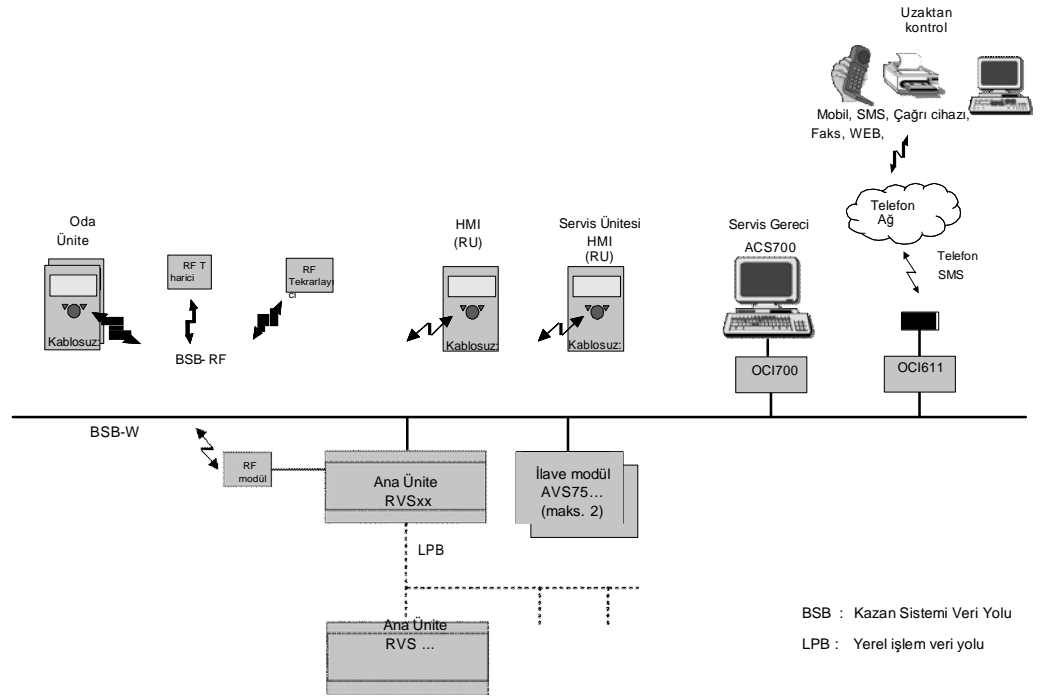 Uzaktan
kontrol
Mobil, SMS, Çağrı cihazı,
Faks, WEB,
Telefon
Ağ
Telefon
SMS
Oda
Ünite
Kablosuz:
RF T
harici
RF
Tekrarlayı
ci
BSB- RF
HMI
(RU)
Kablosuz:
Servis Ünitesi
HMI
(RU)
Kablosuz:
Servis Gereci
ACS700
OCI700
OCI611
BSB-W
RF
modül
Ana Ünite
RVSxx
İlave modül
AVS75...
(maks. 2)
LPB
Ana Ünite
RVS ...
BSB : Kazan Sistemi Veri Yolu
LPB : Yerel işlem veri yolu